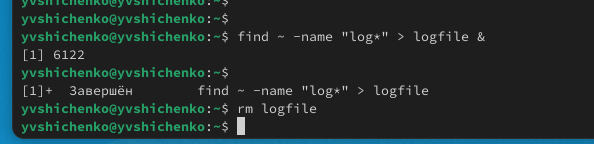 yvshichenko@yvshichenko:~$
yvshichenko@yvshichenko:~$
yvshichenko@yvshichenko:~$ find ~ -name "log*" > logfile &
[1] 6122
yvshichenko@yvshichenko:~$
[1]+  Завершён        find ~ -name "log*" > logfile
yvshichenko@yvshichenko:~$ rm logfile
yvshichenko@yvshichenko:~$